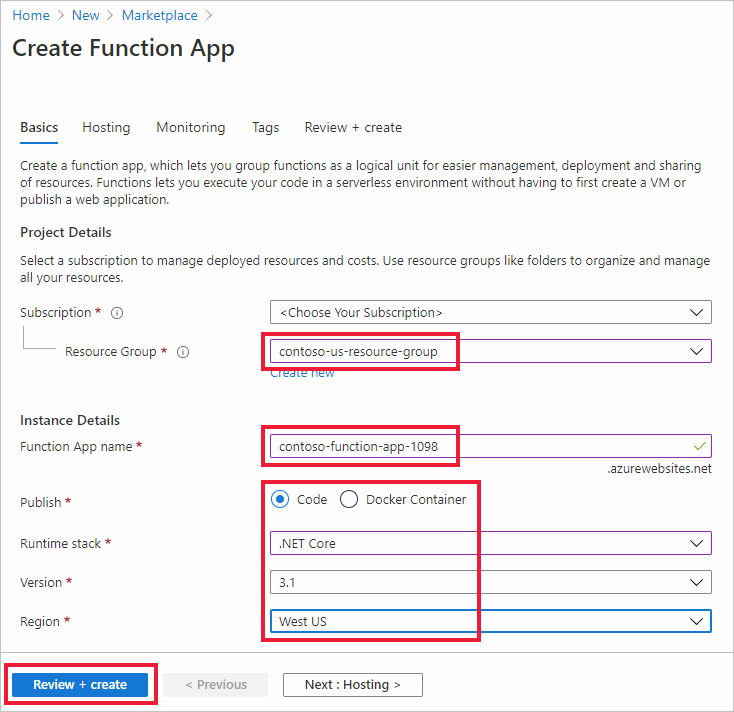 Home > New > Marketplace >
Create Function App
Basics Hosting Monitoring Tags Review + create
Create a function app, which lets you group functions as a logical unit for easier management, deployment and sharing
of resources. Functions lets you execute your code in a serverless environment without having to first create a VM or
publish a web application.
Project Details
Select a subscription to manage deployed resources and costs. Use resource groups like folders to organize and manage
all your resources.
Subscription * <Choose Your Subscription>
Resource Group * contoso-us-resource-group
Create new
Instance Details
Function App name * contoso-function-app-1098
.azurewebsites.net
Publish * Code Docker Container
Runtime stack * .NET Core
Version * 3.1
Region * West US
Review + create < Previous Next : Hosting >